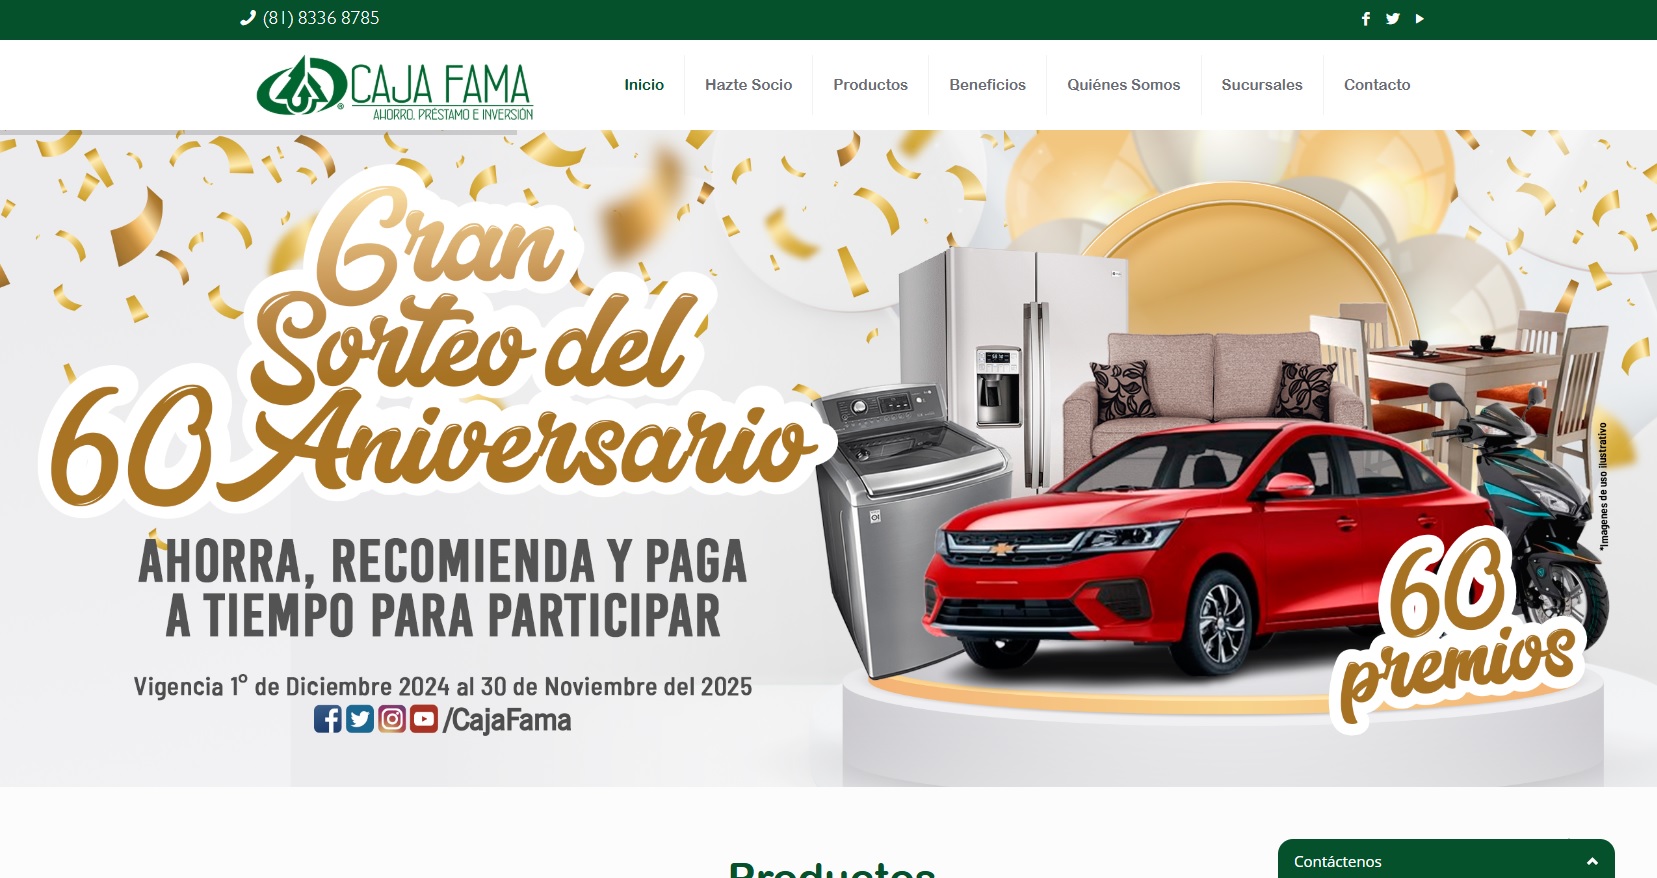 (81) 8336 8785
CAJA FAMA
AHORRO, PRÉSTAMO E INVERSIÓN
Inicio
Hazte Socio
Productos
Beneficios
Quiénes Somos
Sucursales
Contacto
Gran
Sorteo del
60 Aniversario
AHORRA, RECOMIENDA Y PAGA
A TIEMPO PARA PARTICIPAR
Vigencia 1° de Diciembre 2024 al 30 de Noviembre del 2025
/CajaFama
*Imagenes de uso ilustrativo
60
premios
Productos
Contáctenos